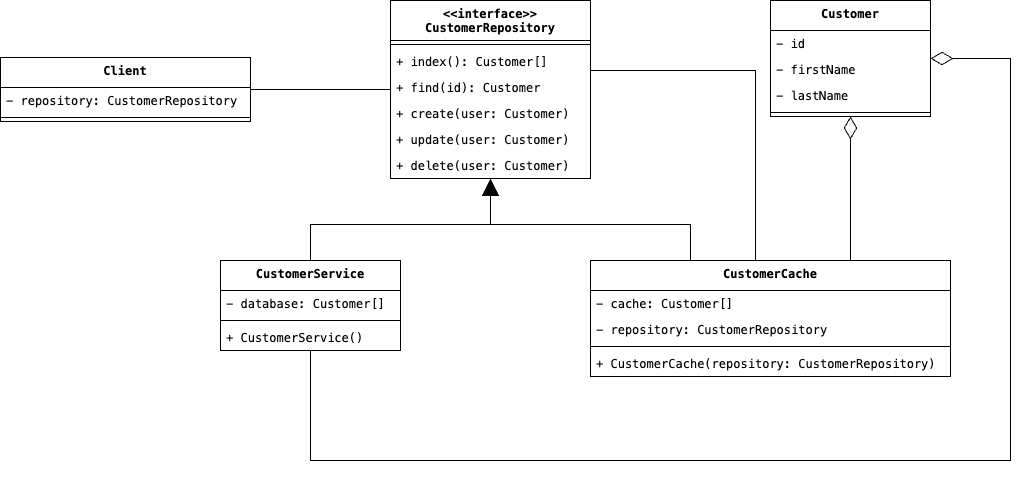 <<interface>>
CustomerRepository
+ index(): Customer[]
+ find(id): Customer
+ create(user: Customer)
+ update(user: Customer)
+ delete(user: Customer)
Customer
− id
− firstName
− lastName
Client
− repository: CustomerRepository
CustomerService
− database: Customer[]
+ CustomerService()
CustomerCache
− cache: Customer[]
− repository: CustomerRepository
+ CustomerCache(repository: CustomerRepository)